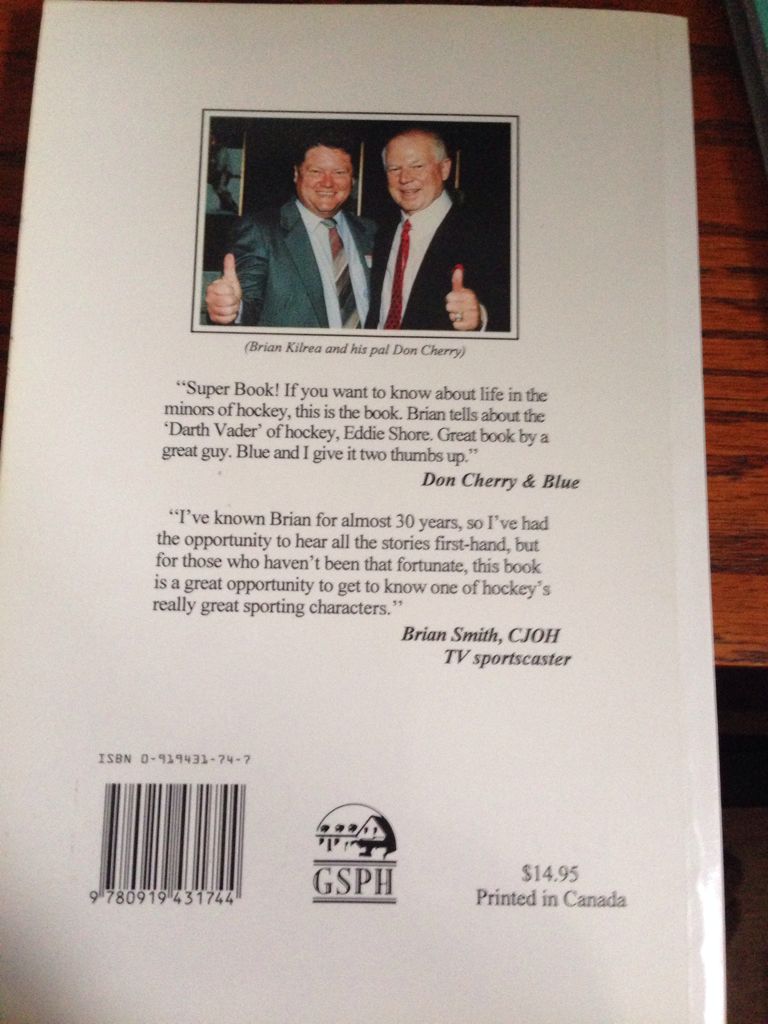 (Brian Kilrea and his pal Don Cherry)
"Super Book! If you want to know about life in the
minors of hockey, this is the book. Brian tells about the
'Darth Vader' of hockey, Eddie Shore. Great book by a
great guy. Blue and I give it two thumbs up."
Don Cherry & Blue
"I've known Brian for almost 30 years, so I've had
the opportunity to hear all the stories first-hand, but
for those who haven't been that fortunate, this book
is a great opportunity to get to know one of hockey's
really great sporting characters."
Brian Smith, CJOH
TV sportscaster
ISBN 0-919431-74-7
9 780919 431744
GSPH
$14.95
Printed in Canada